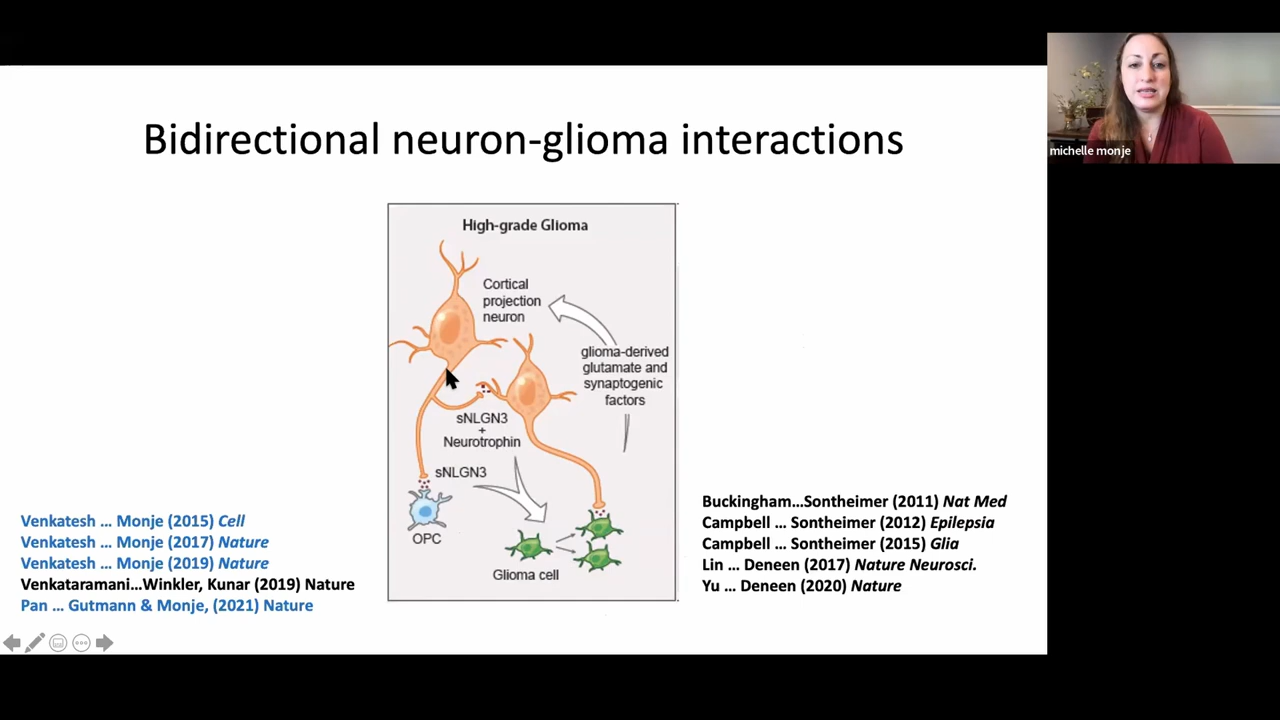 Bidirectional neuron-glioma interactions
michelle monje
High-grade Glioma
Cortical
projection
neuron
glioma-derived
glutamate and
synaptogenic
factors
sNLGN3
+
Neurotrophin
sNLGN3
OPC
Glioma cell
Venkatesh ... Monje (2015) Cell
Venkatesh ... Monje (2017) Nature
Venkatesh ... Monje (2019) Nature
Venkataramani...Winkler, Kunar (2019) Nature
Pan ... Gutmann & Monje, (2021) Nature
Buckingham...Sontheimer (2011) Nat Med
Campbell ... Sontheimer (2012) Epilepsia
Campbell ... Sontheimer (2015) Glia
Lin ... Deneen (2017) Nature Neurosci.
Yu ... Deneen (2020) Nature